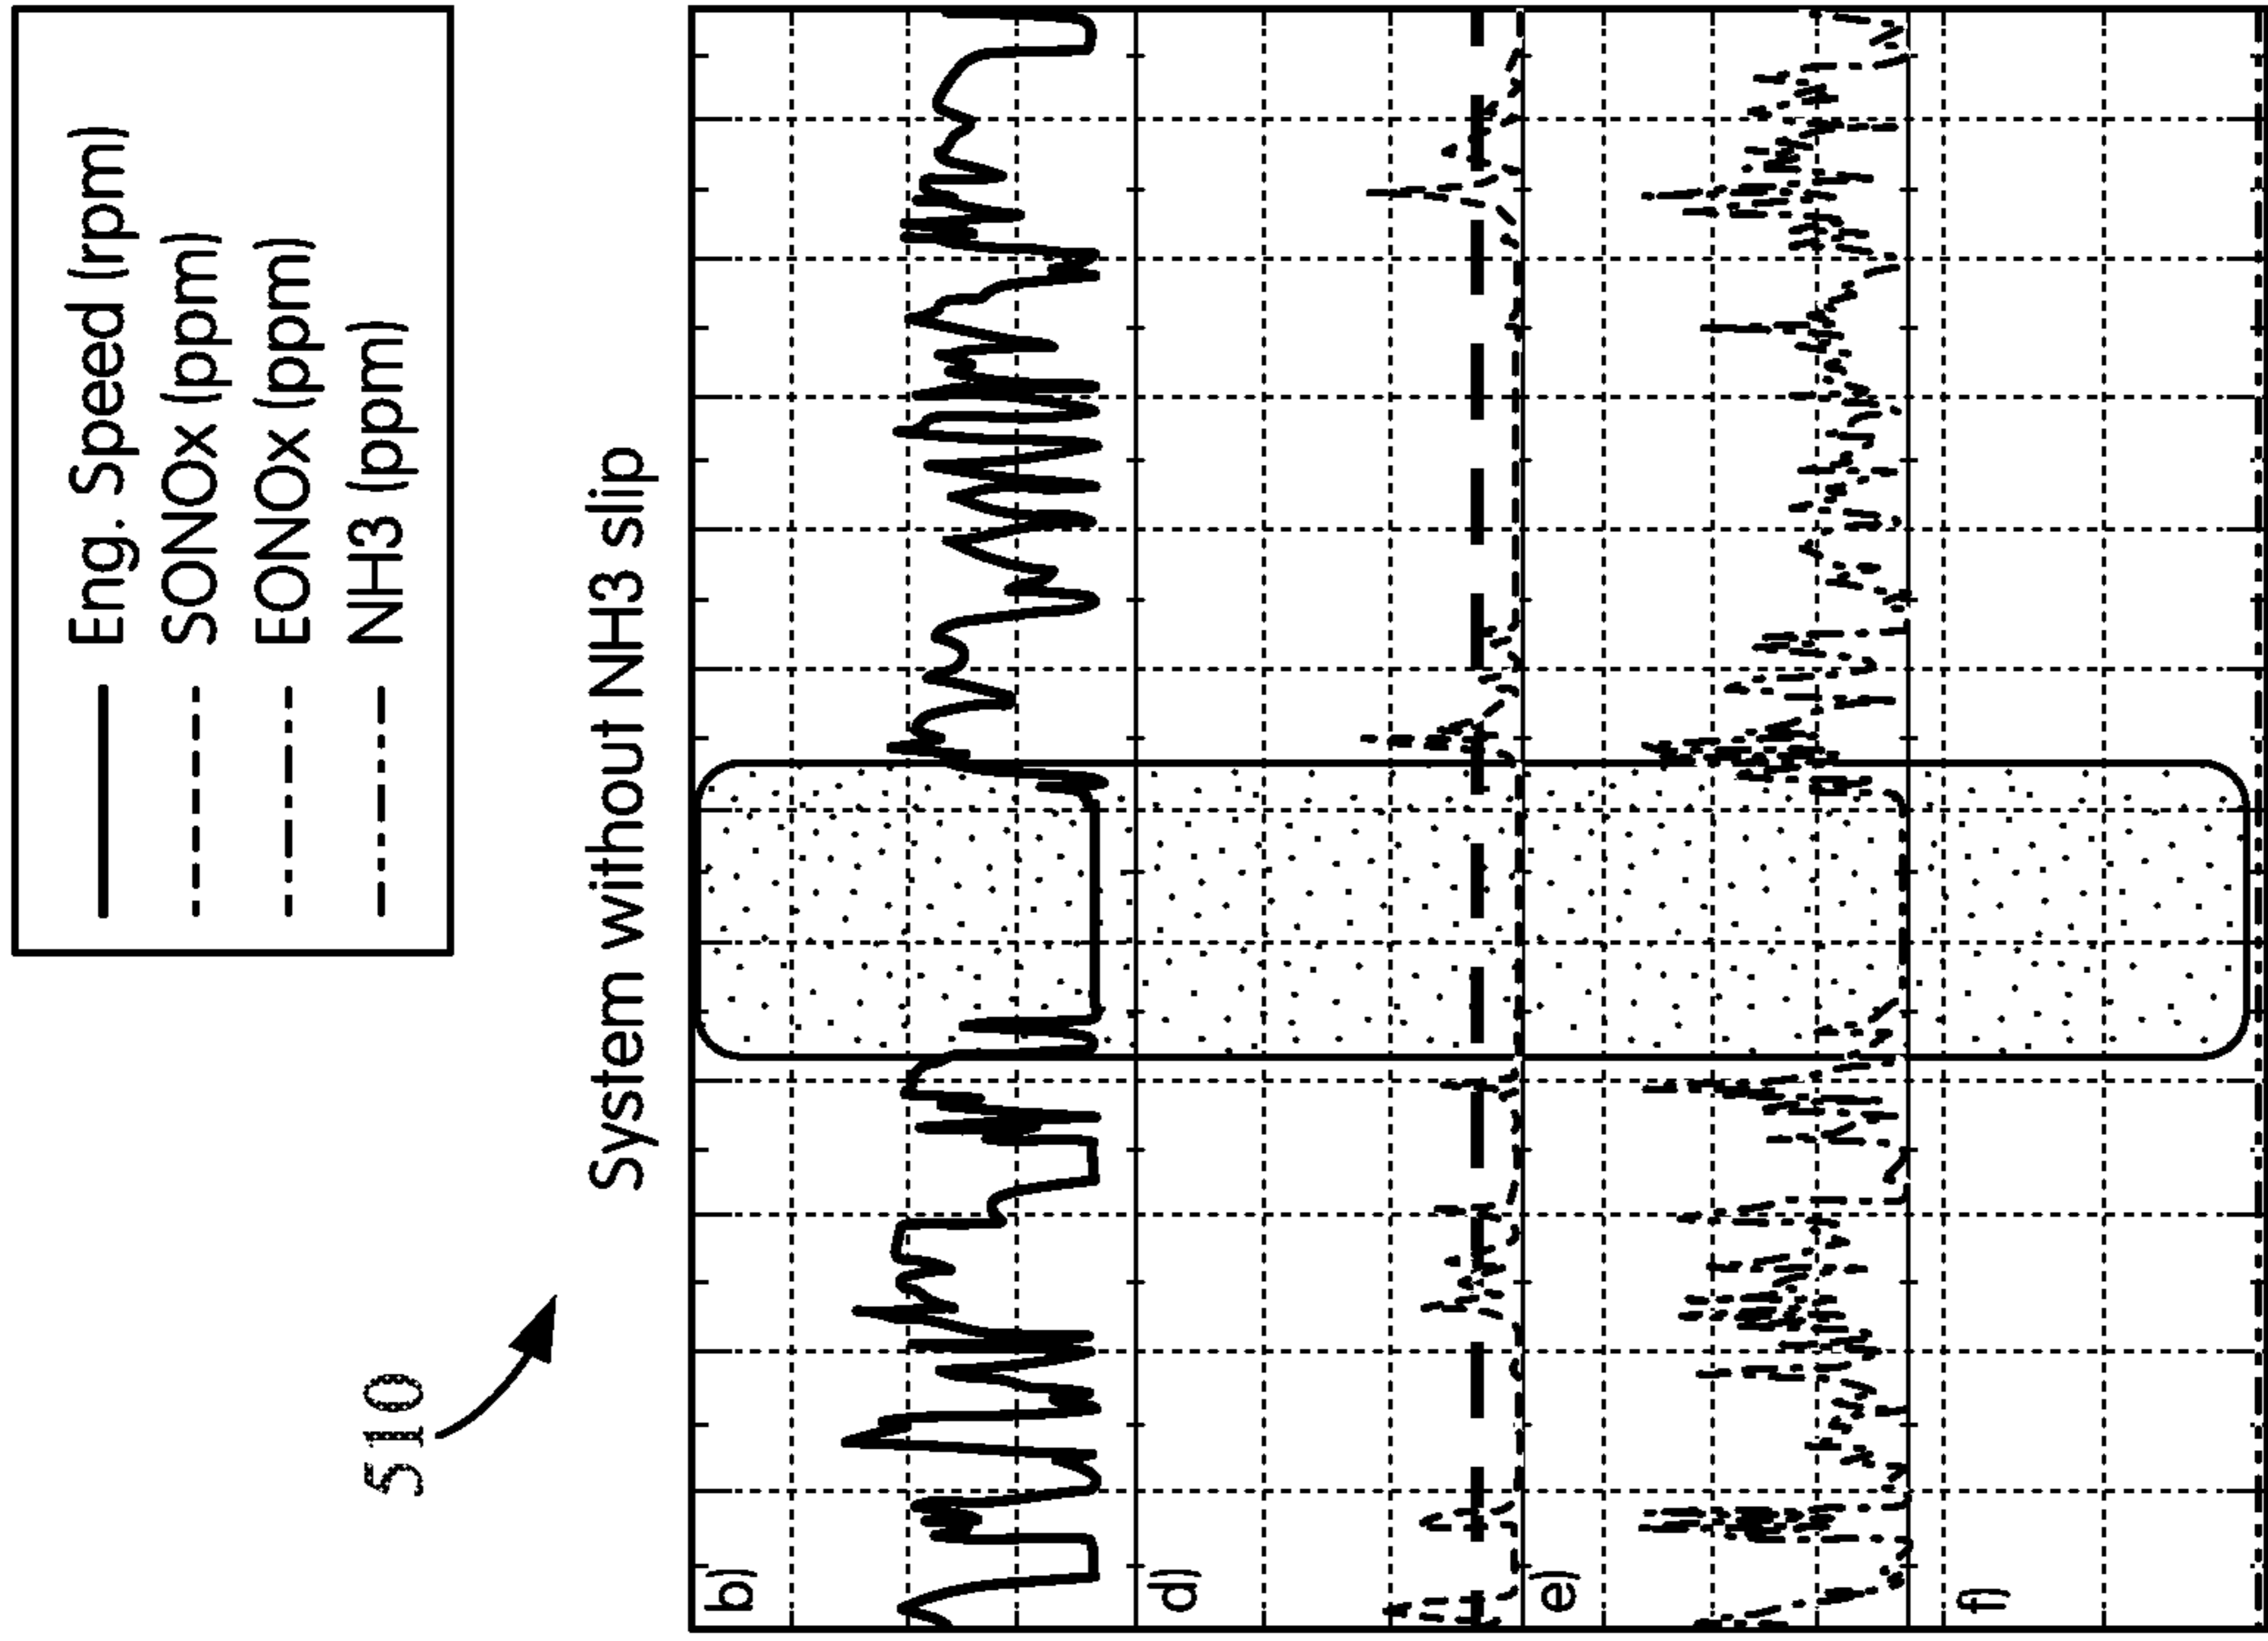 Eng. Speed (rpm)
SONOx (ppm)
EONOx (ppm)
NH3 (ppm)
510
System without NH3 slip
b)
d)
e)
f)